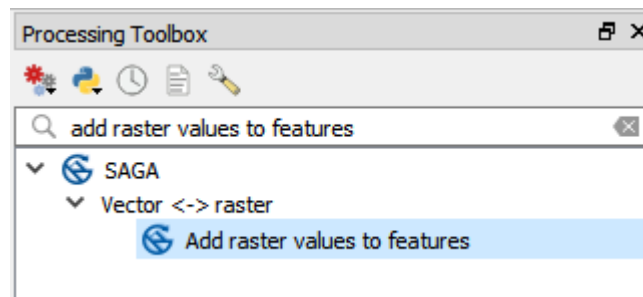 Processing Toolbox
add raster values to features
SAGA
Vector <-> raster
Add raster values to features